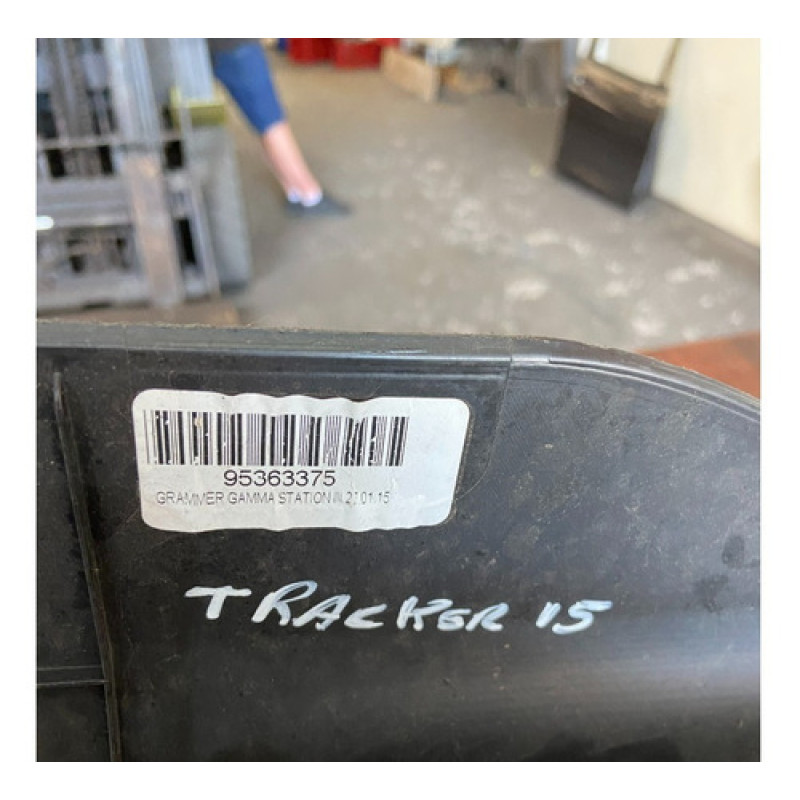 95363375
GRAMMER GAMMA STATION
TRACKER 15